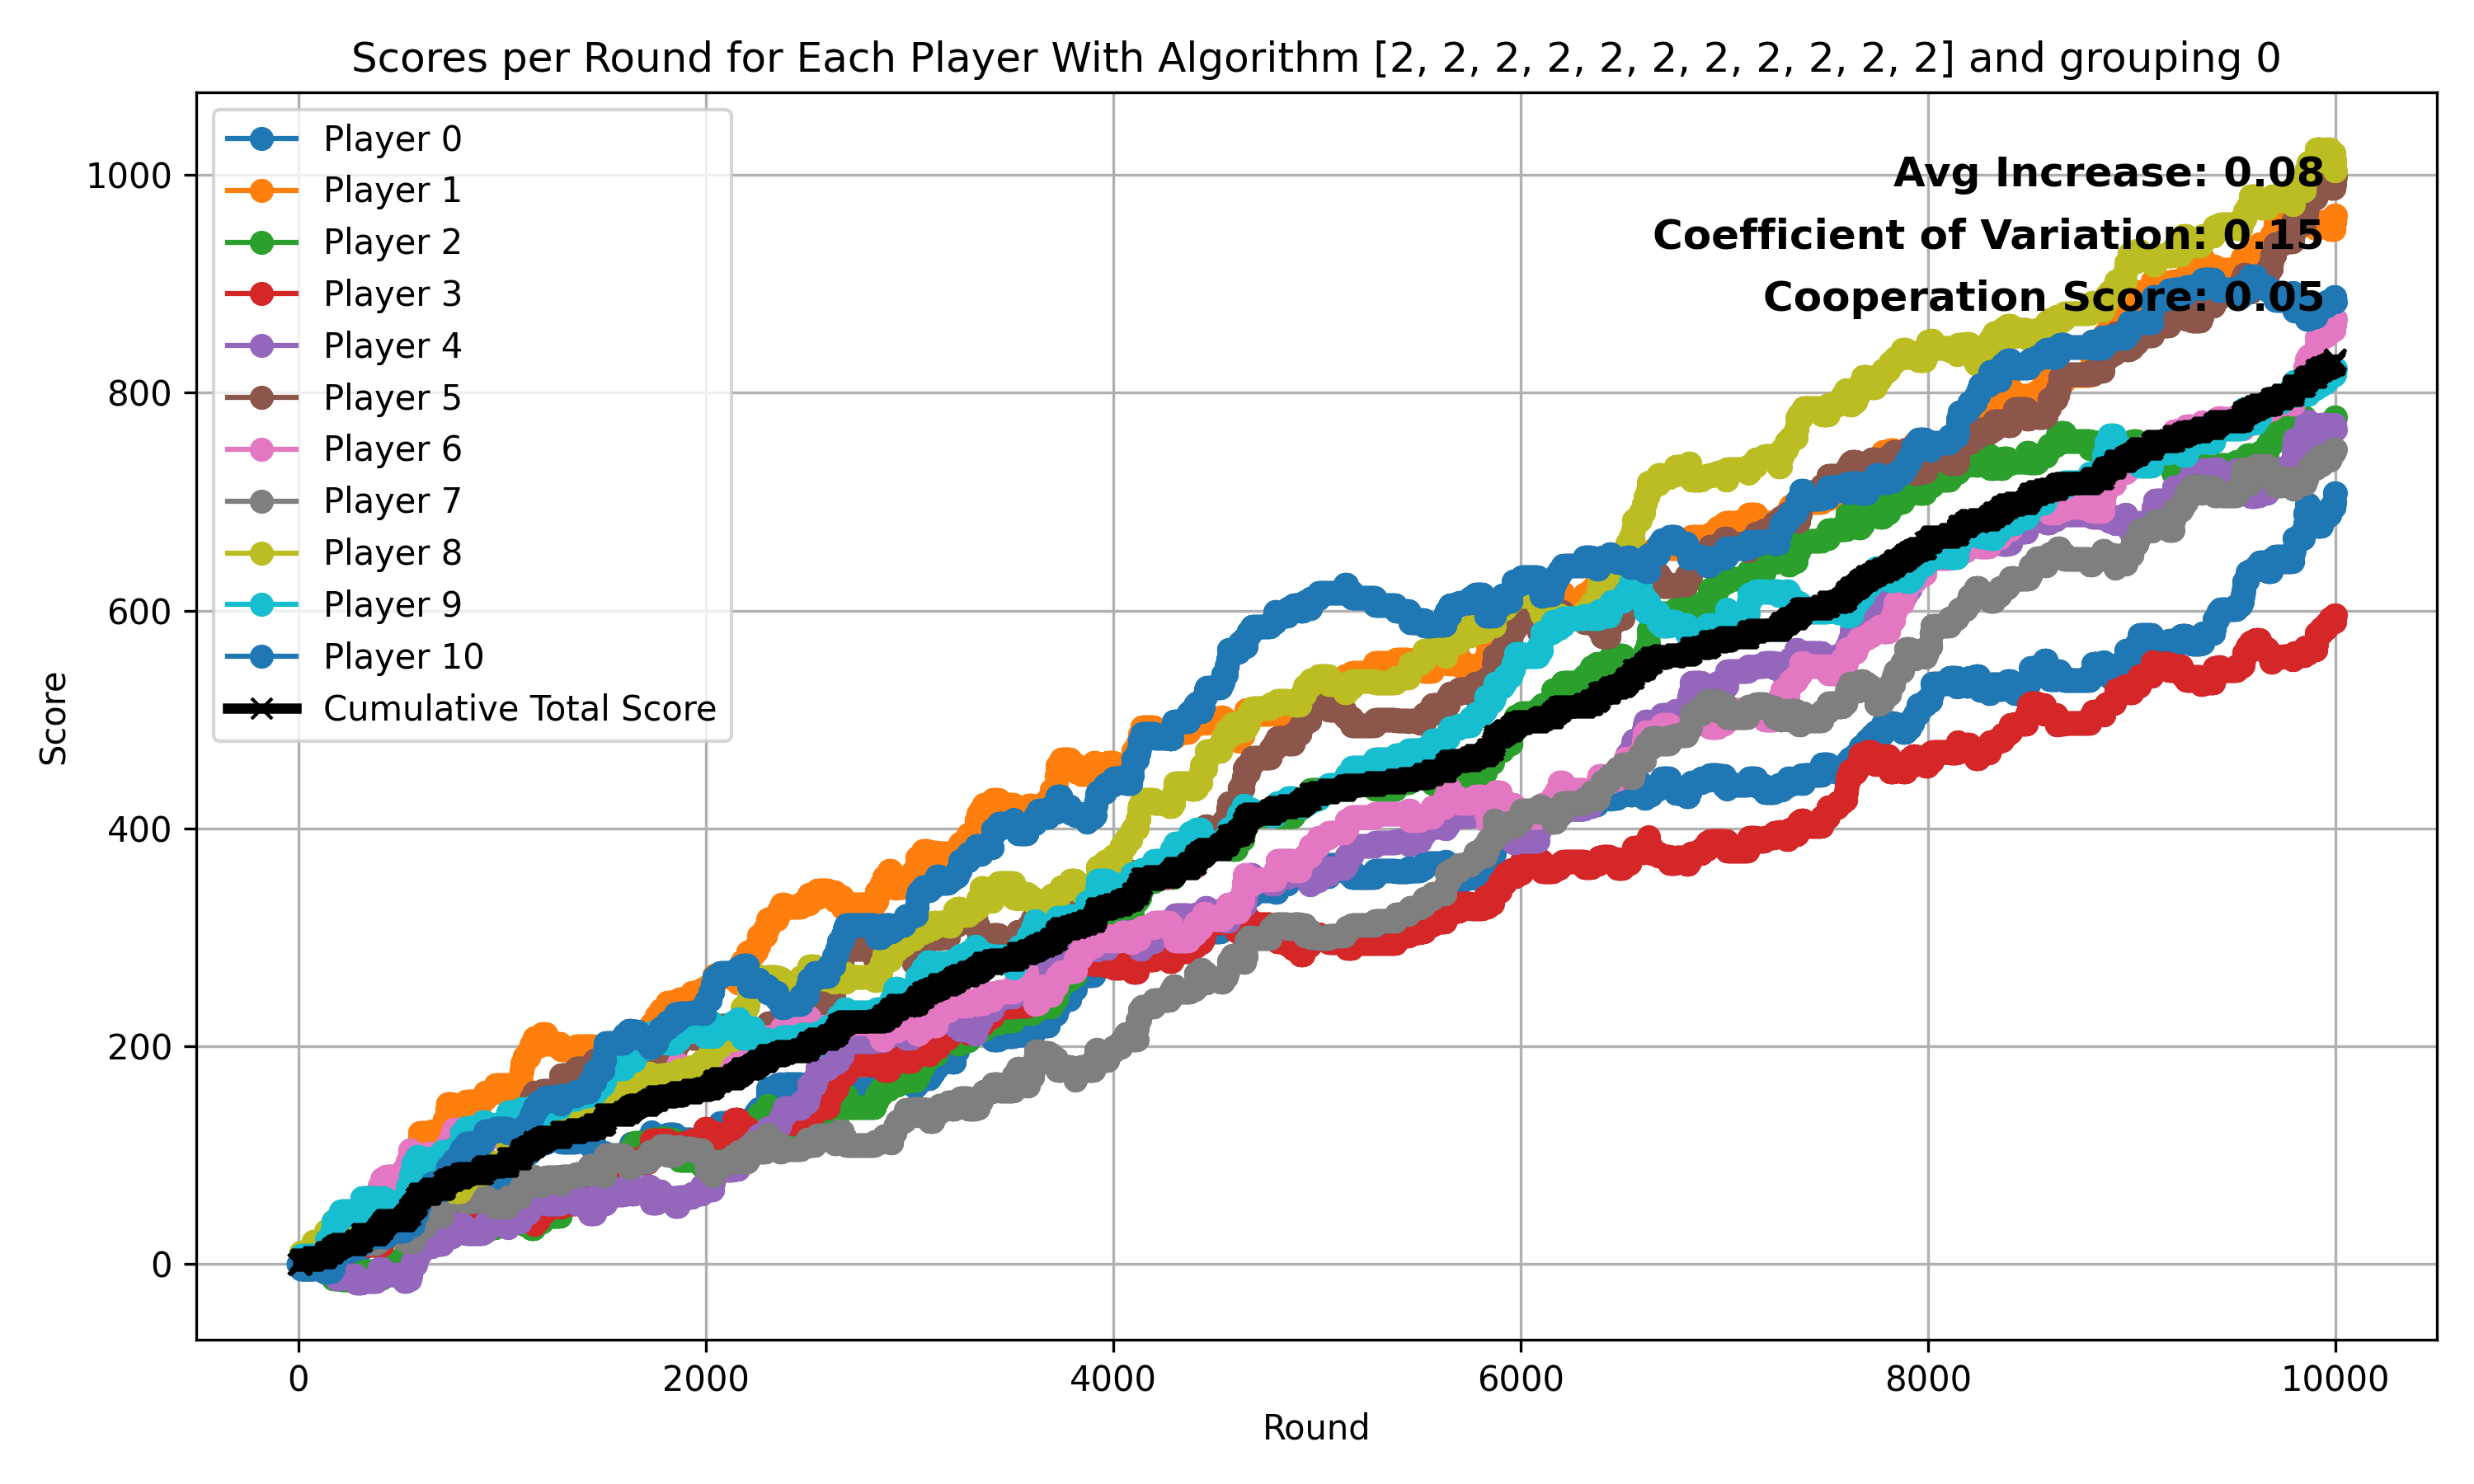 Scores per Round for Each Player With Algorithm [2, 2, 2, 2, 2, 2, 2, 2, 2, 2, 2] and grouping 0
Player 0
Player 1
Player 2
Player 3
Player 4
Player 5
Player 6
Player 7
Player 8
Player 9
Player 10
Cumulative Total Score
Avg Increase: 0.08
Coefficient of Variation: 0.15
Cooperation Score: 0.05
Score
1000
800
600
400
200
0
0
2000
4000
6000
8000
10000
Round